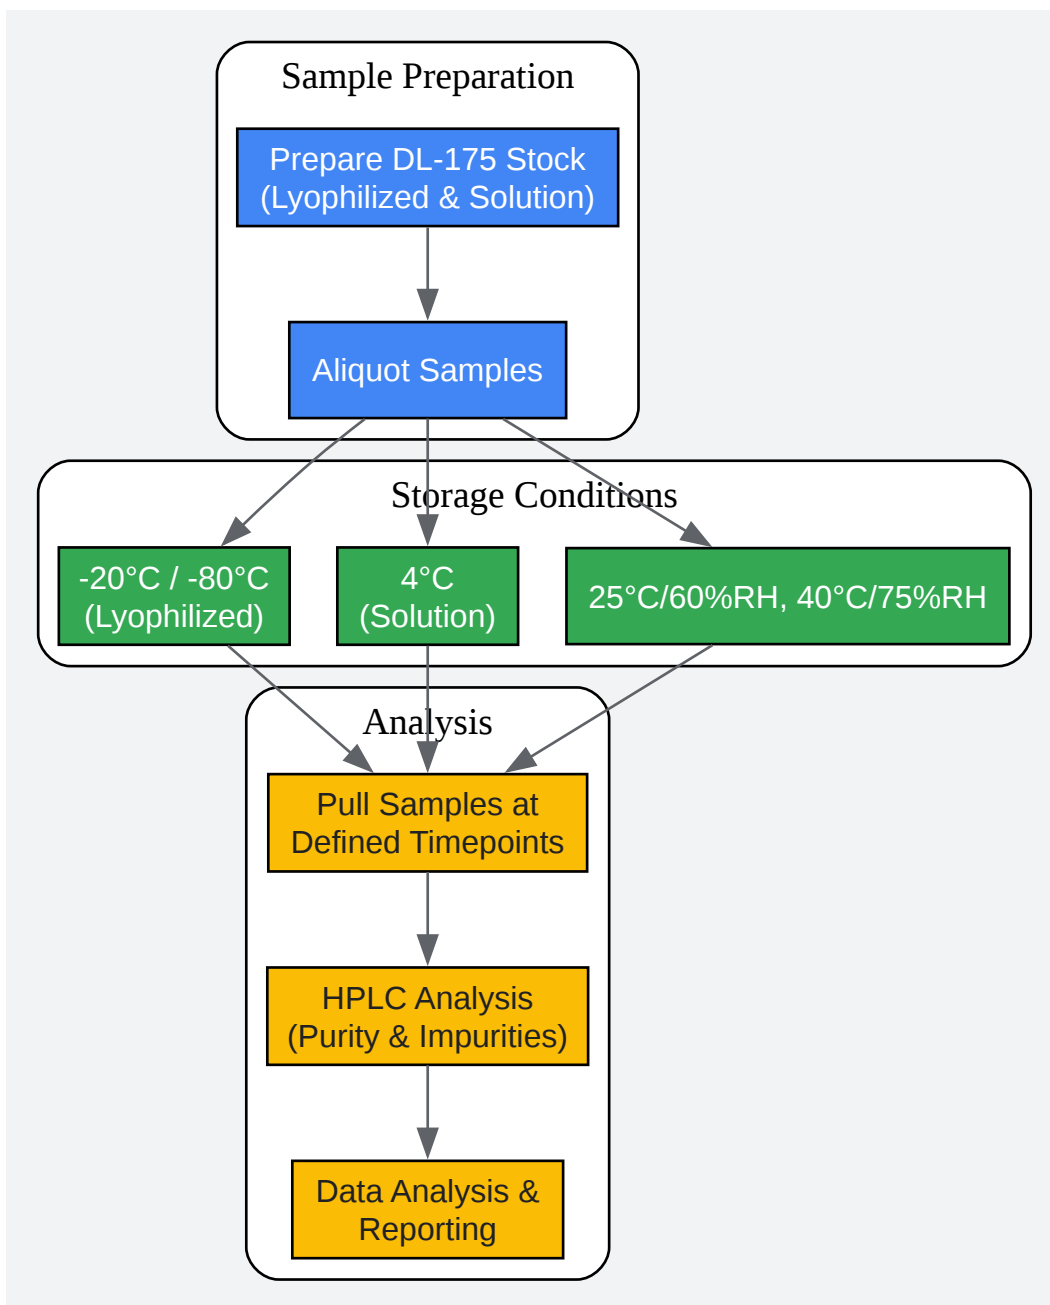 Sample Preparation
Prepare DL-175 Stock
(Lyophilized & Solution)
Aliquot Samples
Storage Conditions
-20°C / -80°C
(Lyophilized)
4°C
(Solution)
25°C/60%RH, 40°C/75%RH
Analysis
Pull Samples at
Defined Timepoints
HPLC Analysis
(Purity & Impurities)
Data Analysis &
Reporting